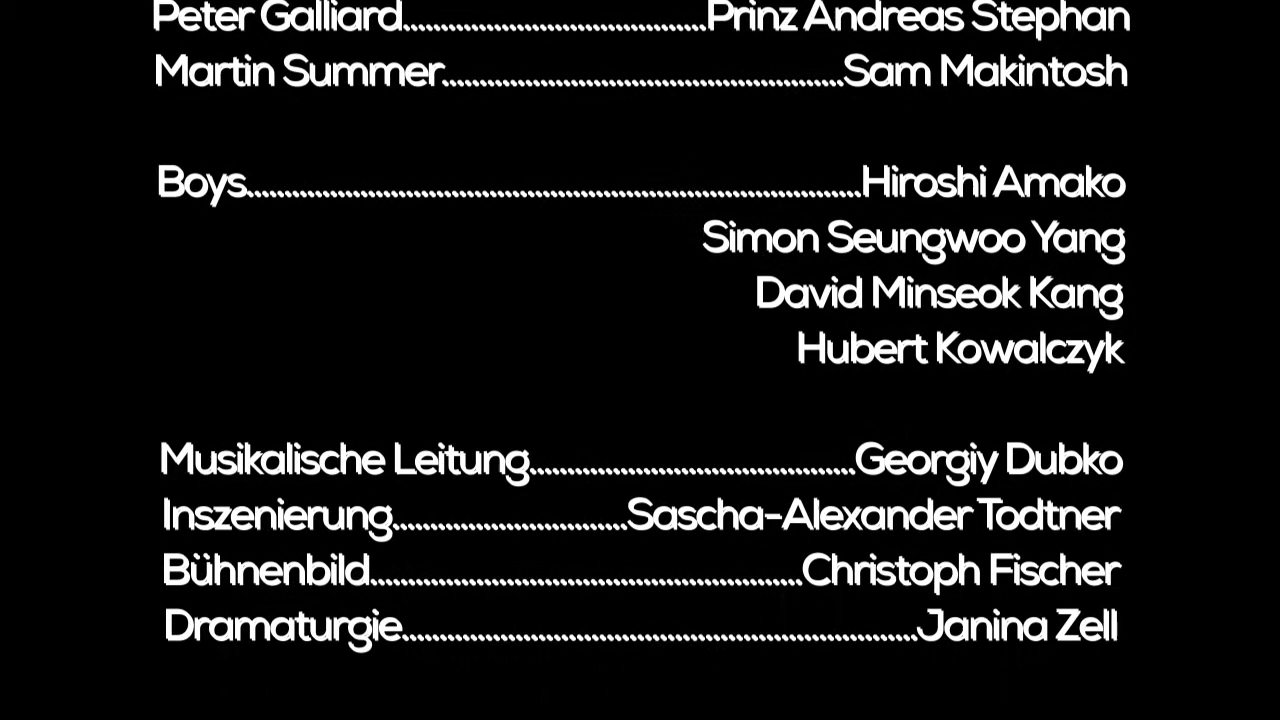 Peter Galliard........................................Prinz Andreas Stephan
Martin Summer.....................................................Sam Makintosh
Boys.................................................................................Hiroshi Amako
Simon Seungwoo Yang
David Minseok Kang
Hubert Kowalczyk
Musikalische Leitung...........................................Georgiy Dubko
Inszenierung...............................Sascha-Alexander Todtner
Bühnenbild.........................................................Christoph Fischer
Dramaturgie....................................................................Janina Zell